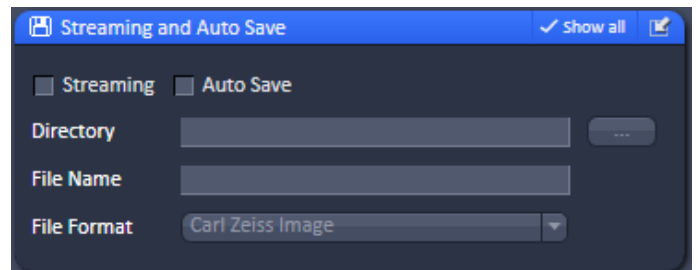 Streaming and Auto Save ✓ Show all
Streaming Auto Save
Directory ...
File Name
File Format Carl Zeiss Image